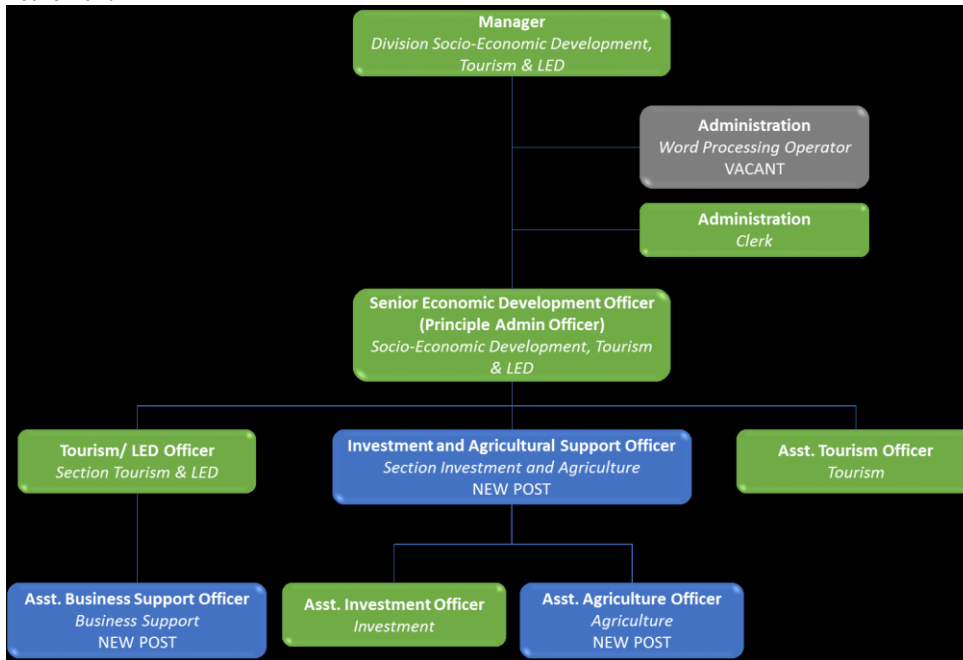 Manager
Division Socio-Economic Development,
Tourism & LED
Administration
Word Processing Operator
VACANT
Administration
Clerk
Senior Economic Development Officer
(Principle Admin Officer)
Socio-Economic Development, Tourism
& LED
Tourism/ LED Officer
Section Tourism & LED
Investment and Agricultural Support Officer
Section Investment and Agriculture
NEW POST
Asst. Tourism Officer
Tourism
Asst. Business Support Officer
Business Support
NEW POST
Asst. Investment Officer
Investment
Asst. Agriculture Officer
Agriculture
NEW POST